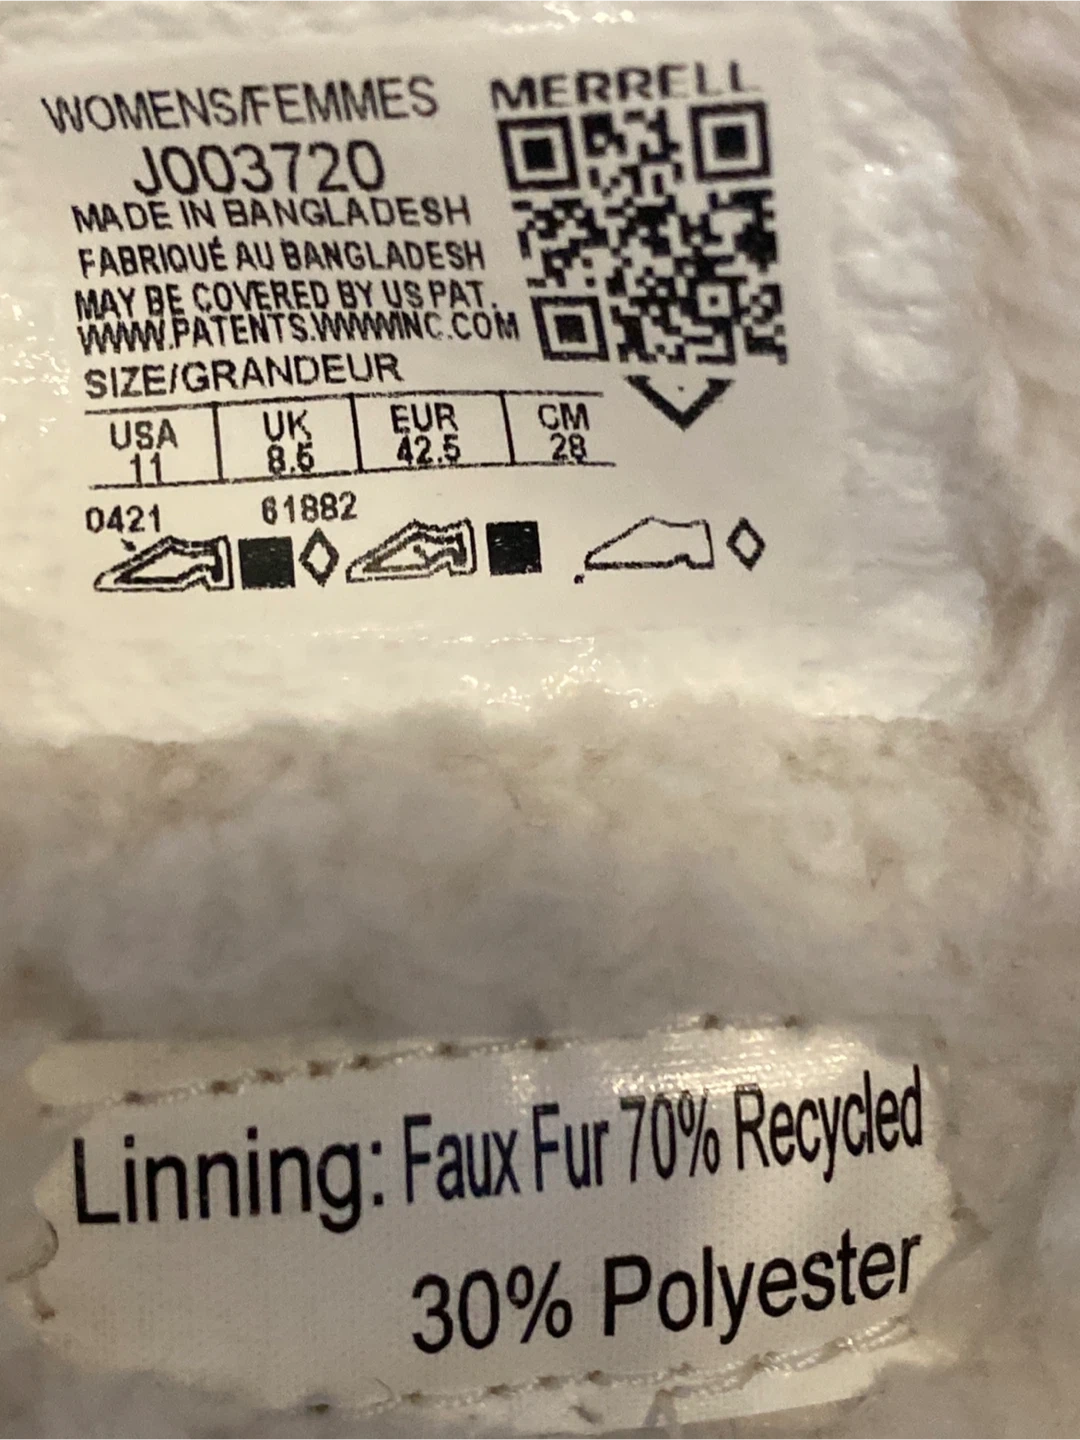 WOMENS/FEMMES
MERRELL
J003720
MADE IN BANGLADESH
FABRIQUÉ AU BANGLADESH
MAY BE COVERED BY US PAT.
WWW.PATENTS.WWWINC.COM
SIZE/GRANDEUR
USA UK EUR CM
11 8.5 42.5 28
0421 61882
Linning: Faux Fur 70% Recycled
30% Polyester